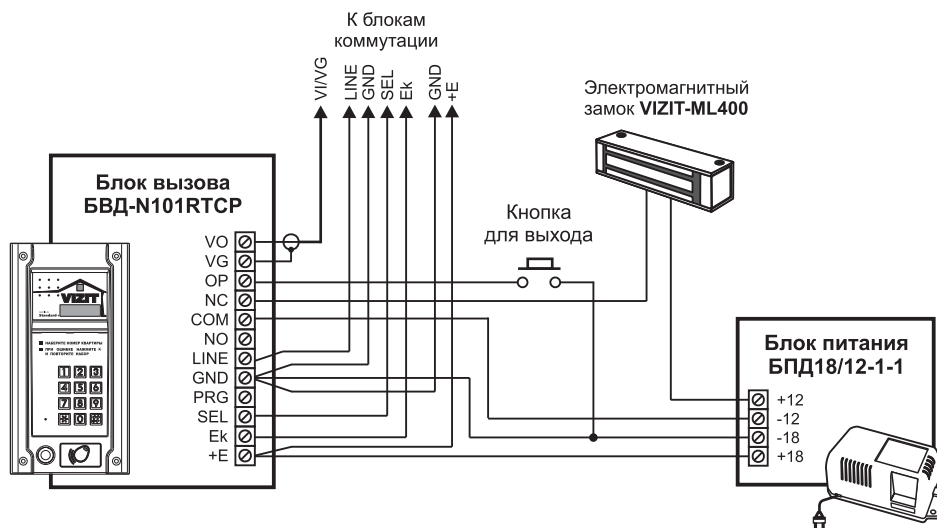 К блокам
коммутации
VI/VG
LINE
GND
SEL
Ek
GND
+E
Электромагнитный
замок VIZIT-ML400
Блок вызова
БВД-N101RTCP
Кнопка
для выхода
VO
VG
OP
NC
COM
NO
LINE
GND
PRG
SEL
Ek
+E
VIZIT
НАБЕРИТЕ НОМЕР КВАРТИРЫ
ПРИ ОШИБКЕ НАЖМИТЕ Ж
И ПОВТОРИТЕ НАБОР
1 2 3
4 5 6
7 8 9
Ж 0 #
Блок питания
БПД18/12-1-1
+12
-12
-18
+18